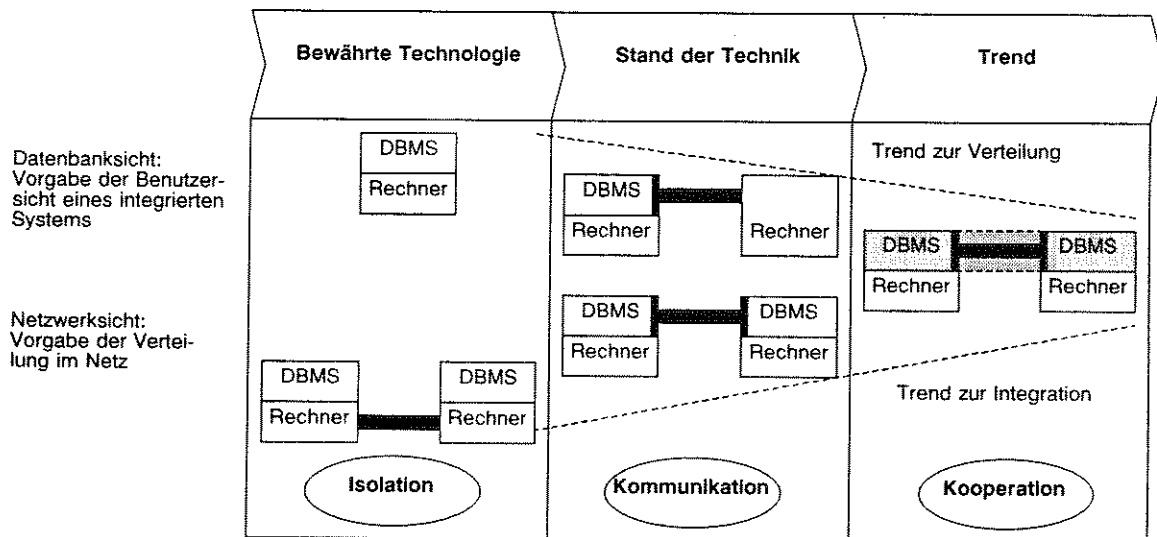 Bewährte Technologie
Stand der Technik
Trend
Datenbanksicht:
Vorgabe der Benutzer-
sicht eines integrierten
Systems
DBMS
Rechner
DBMS
Rechner
Rechner
Trend zur Verteilung
DBMS
DBMS
Rechner
Rechner
Netzwerksicht:
Vorgabe der Vertei-
lung im Netz
DBMS
DBMS
Rechner
Rechner
DBMS
DBMS
Rechner
Rechner
Trend zur Integration
Isolation
Kommunikation
Kooperation